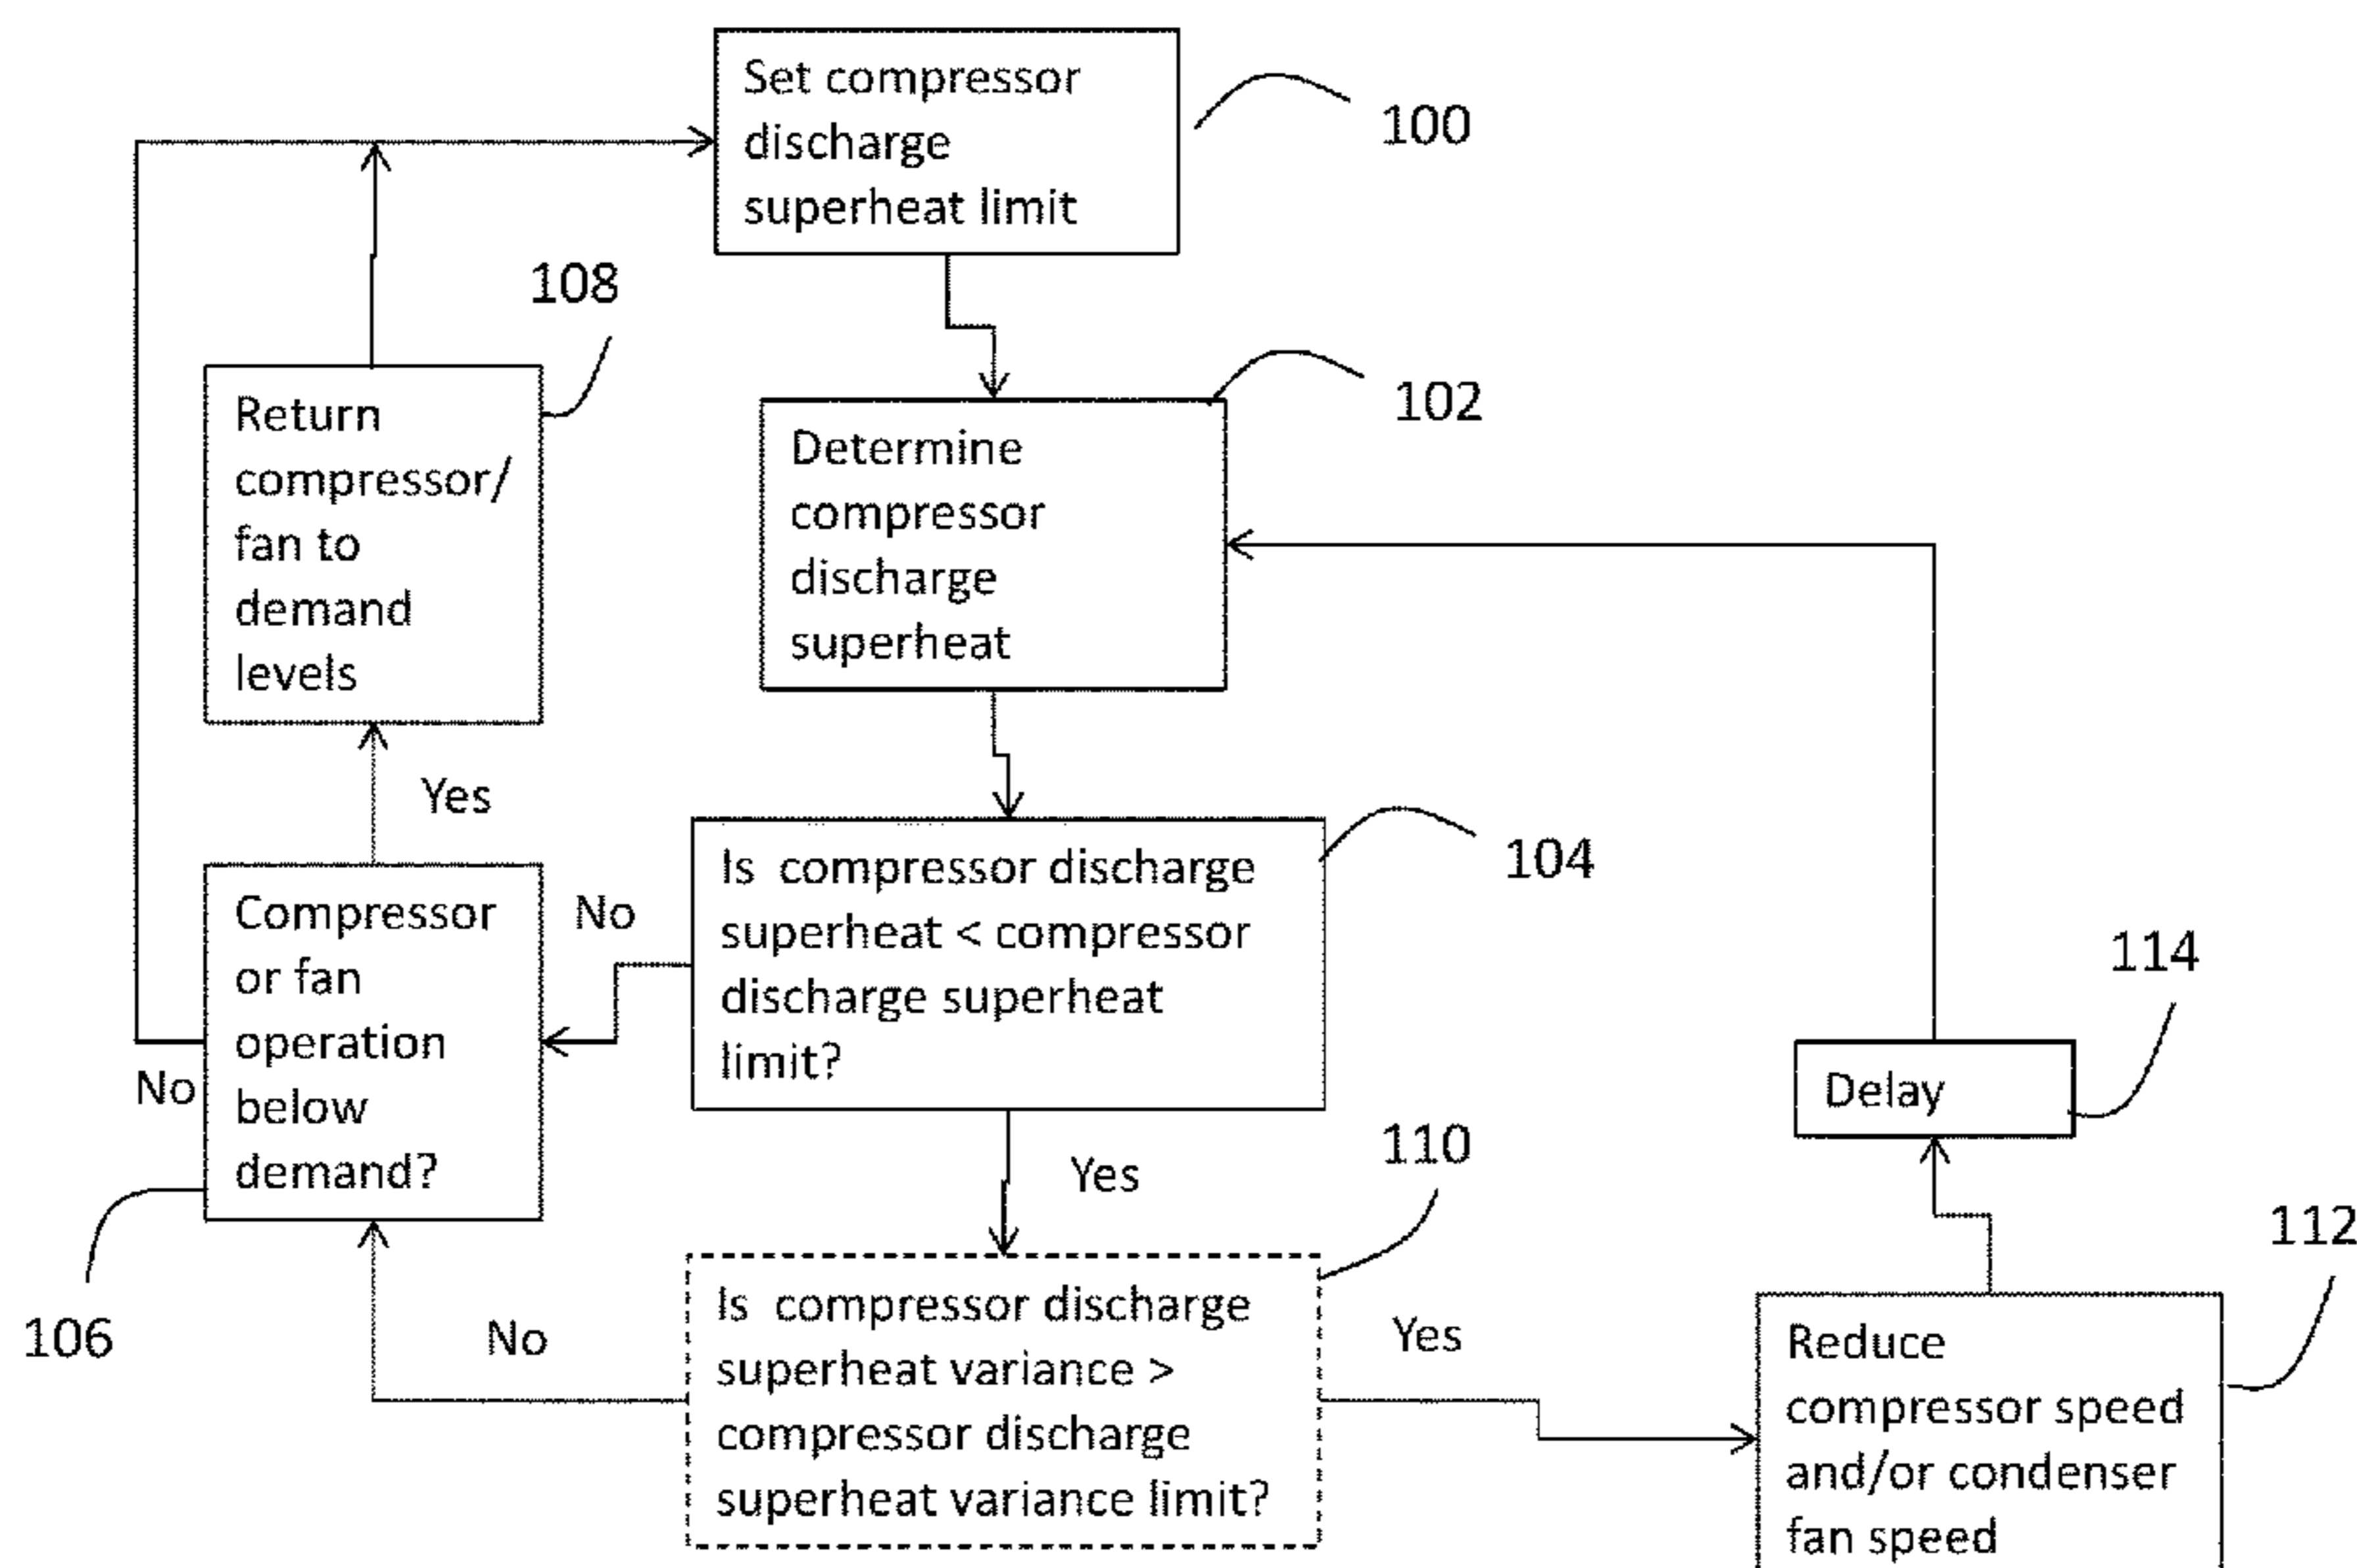 Set compressor
discharge
superheat limit
100
108
Return
compressor/
fan to
demand
levels
102
Determine
compressor
discharge
superheat
Yes
104
Is compressor discharge
superheat < compressor
discharge superheat
limit?
No
Compressor
or fan
operation
below
demand?
No
106
114
Delay
Yes
110
Is compressor discharge
superheat variance >
compressor discharge
superheat variance limit?
No
Yes
112
Reduce
compressor speed
and/or condenser
fan speed